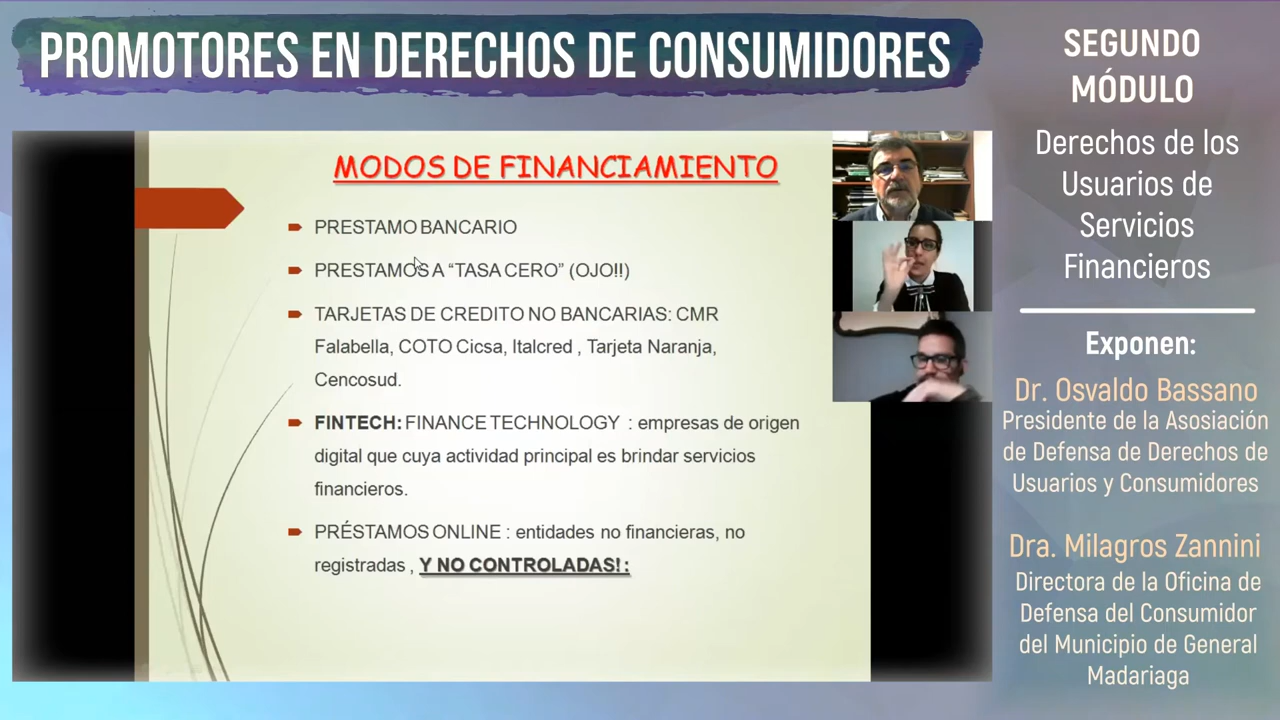 PROMOTORES EN DERECHOS DE CONSUMIDORES
MODOS DE FINANCIAMIENTO
PRESTAMO BANCARIO
PRESTAMOS A “TASA CERO” (OJO!!)
TARJETAS DE CREDITO NO BANCARIAS: CMR
Falabella, COTO Cicsa, Italcred , Tarjeta Naranja,
Cencosud.
FINTECH: FINANCE TECHNOLOGY : empresas de origen
digital que cuya actividad principal es brindar servicios
financieros.
PRÉSTAMOS ONLINE : entidades no financieras, no
registradas , Y NO CONTROLADAS! :
SEGUNDO
MÓDULO
Derechos de los
Usuarios de
Servicios
Financieros
Exponen:
Dr. Osvaldo Bassano
Presidente de la Asosiación
de Defensa de Derechos de
Usuarios y Consumidores
Dra. Milagros Zannini
Directora de la Oficina de
Defensa del Consumidor
del Municipio de General
Madariaga